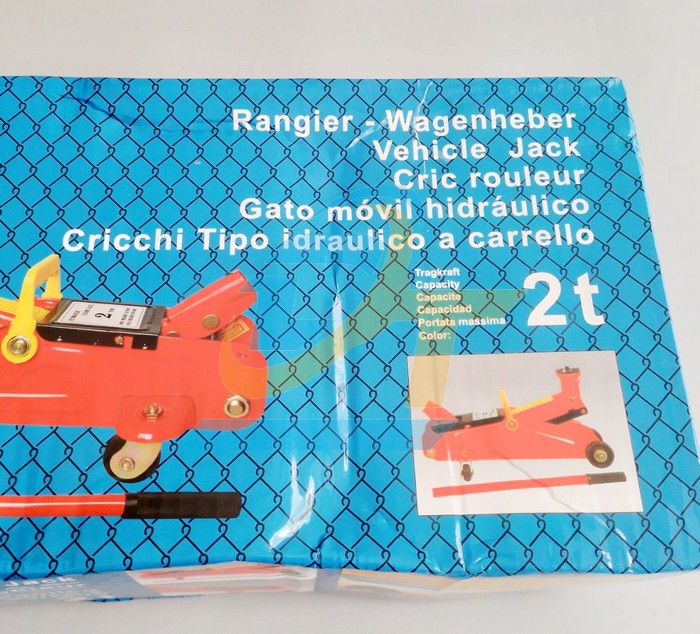 Rangier - Wagenheber
Vehicle Jack
Cric rouleur
Gato móvil hidráulico
Cricchi Tipo idraulico a carrello
Tragkraft
Capacity
Capacite
Capacidad
Portata massima
Color:
2t
2